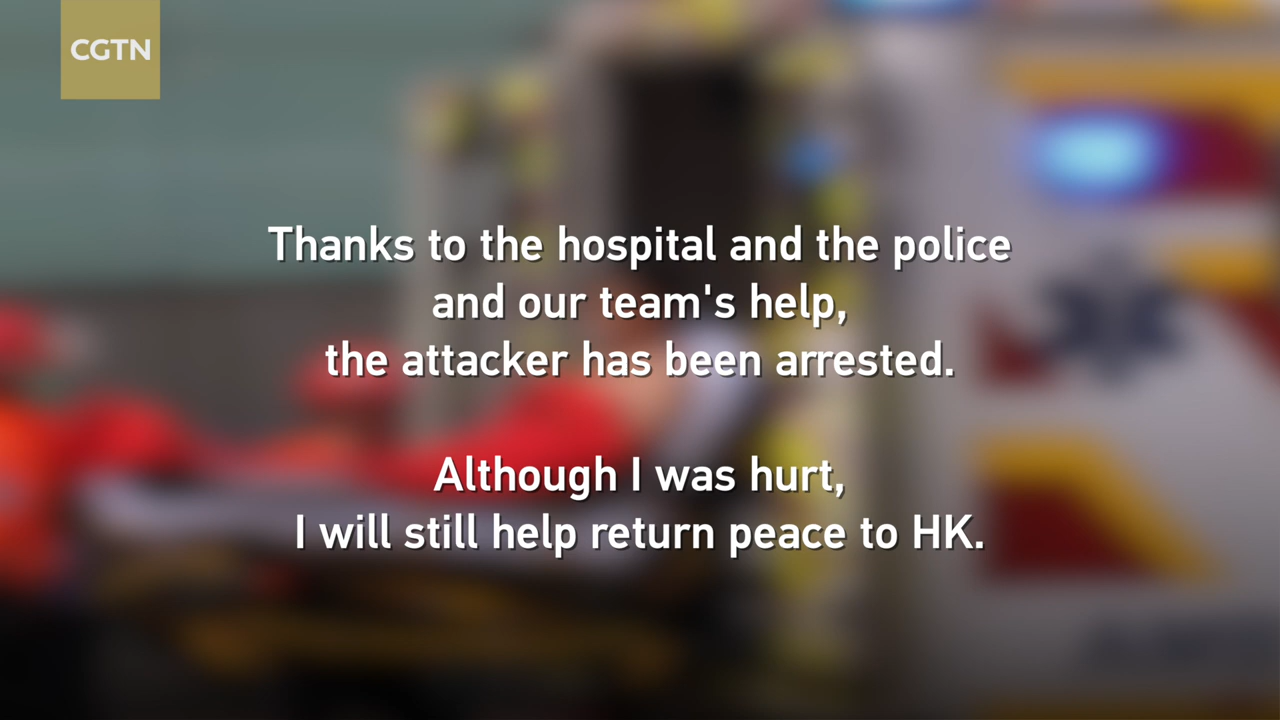 CGTN
Thanks to the hospital and the police
and our team's help,
the attacker has been arrested.
Although I was hurt,
I will still help return peace to HK.